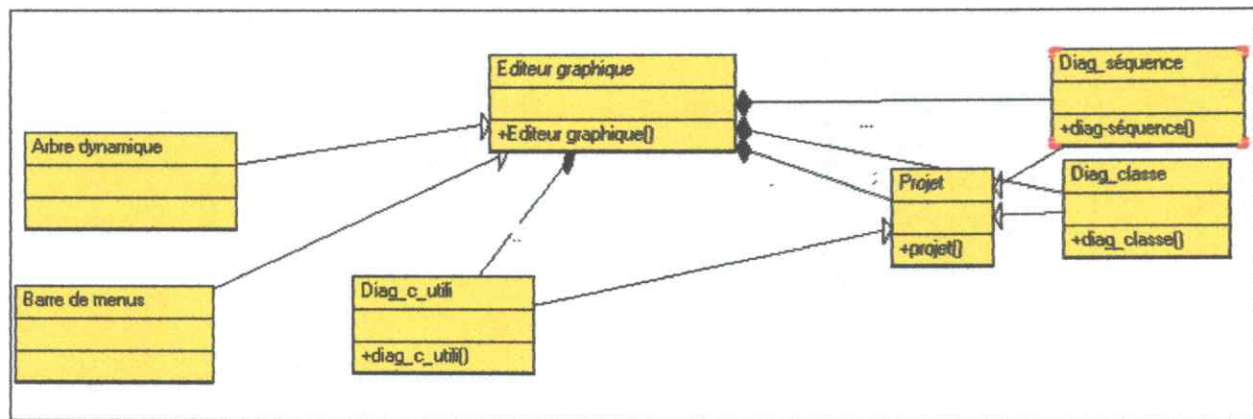 Editeur graphique
+Editeur graphique()
Diag_séquence
+diag-séquence()
Arbre dynamique
Projet
+projet()
Diag_classe
+diag_classe()
Barre de menus
Diag_c_utili
+diag_c_utili()